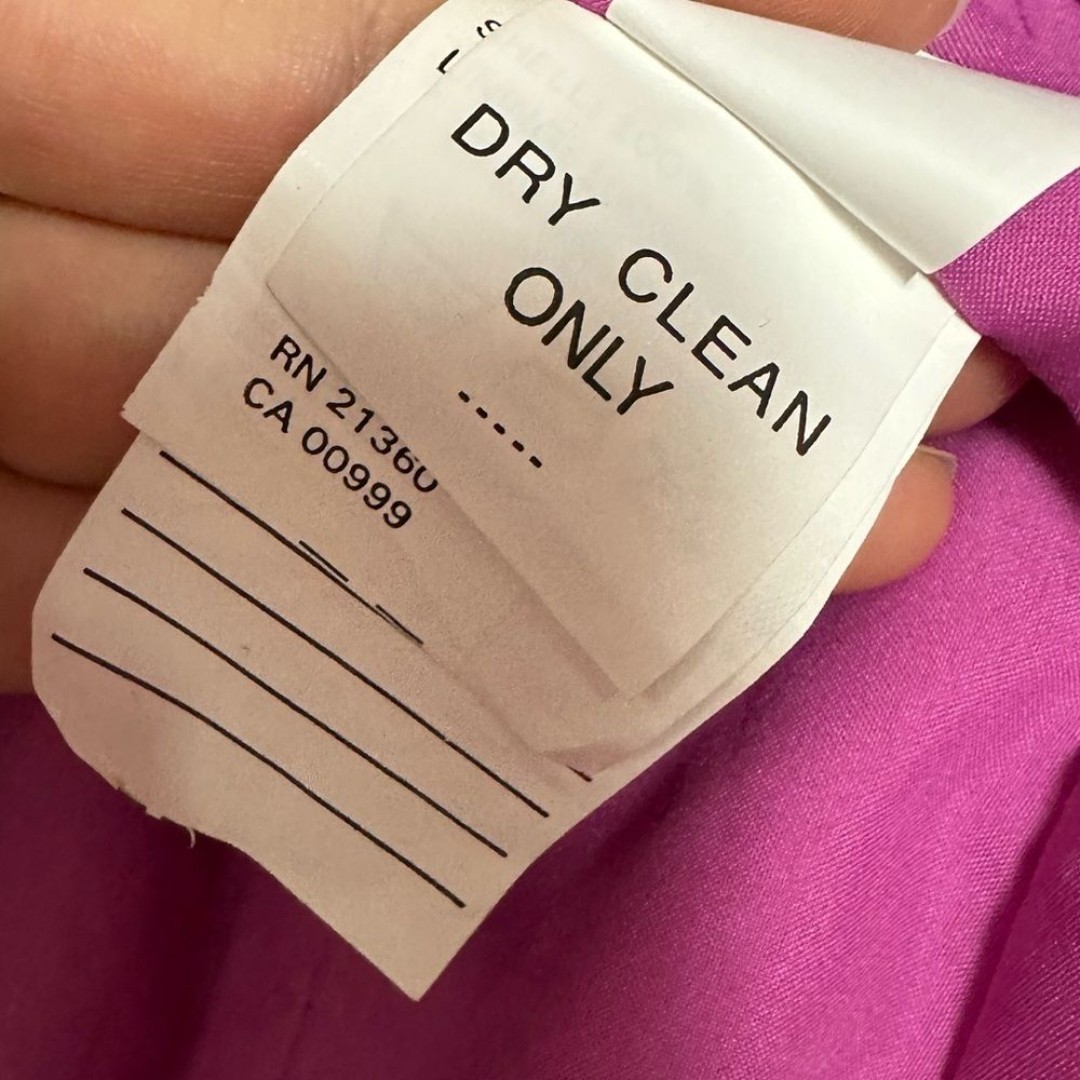 DRY CLEAN
ONLY
-----
RN 21360
CA 00999